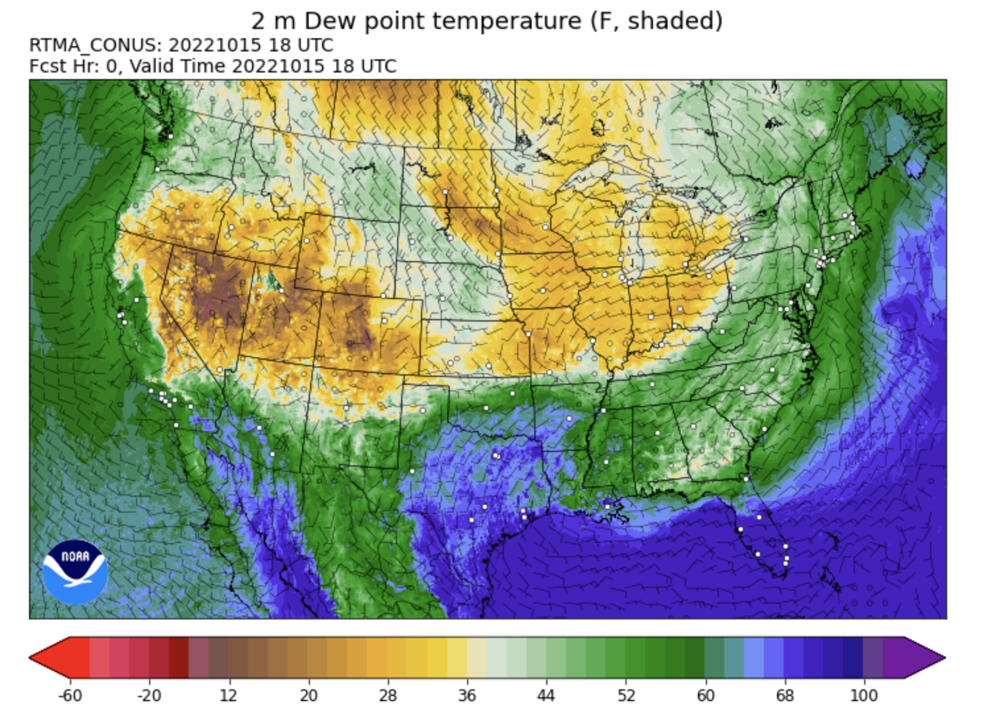 2 m Dew point temperature (F, shaded)
RTMA_CONUS: 20221015 18 UTC
Fcst Hr: 0, Valid Time 20221015 18 UTC
NOAA
-60 -20 12 20 28 36 44 52 60 68 100